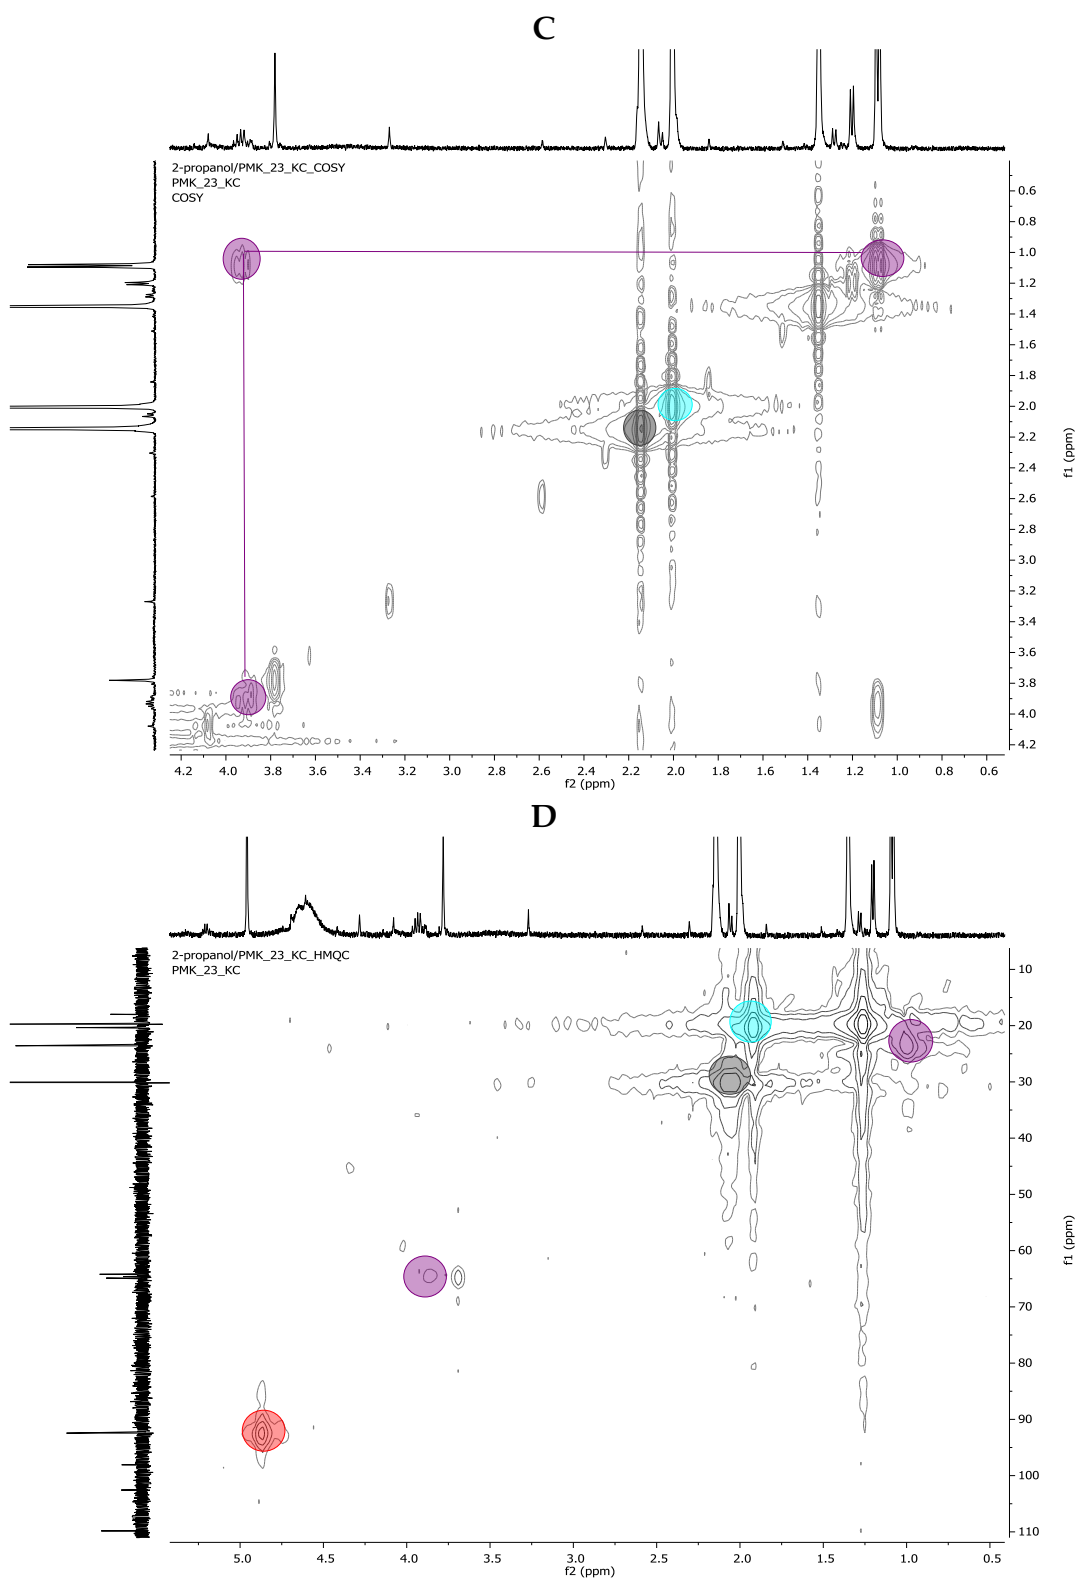 C
2-propanol/PMK_23_KC_COSY
PMK_23_KC
COSY
0.6
0.8
1.0
1.2
1.4
1.6
1.8
2.0
2.2
2.4
2.6
2.8
3.0
3.2
3.4
3.6
3.8
4.0
4.2
f1 (ppm)
4.2 4.0 3.8 3.6 3.4 3.2 3.0 2.8 2.6 2.4 2.2 2.0 1.8 1.6 1.4 1.2 1.0 0.8 0.6
f2 (ppm)
D
2-propanol/PMK_23_KC_HMQC
PMK_23_KC
10
20
30
40
50
60
70
80
90
100
110
f1 (ppm)
5.0 4.5 4.0 3.5 3.0 2.5 2.0 1.5 1.0 0.5
f2 (ppm)